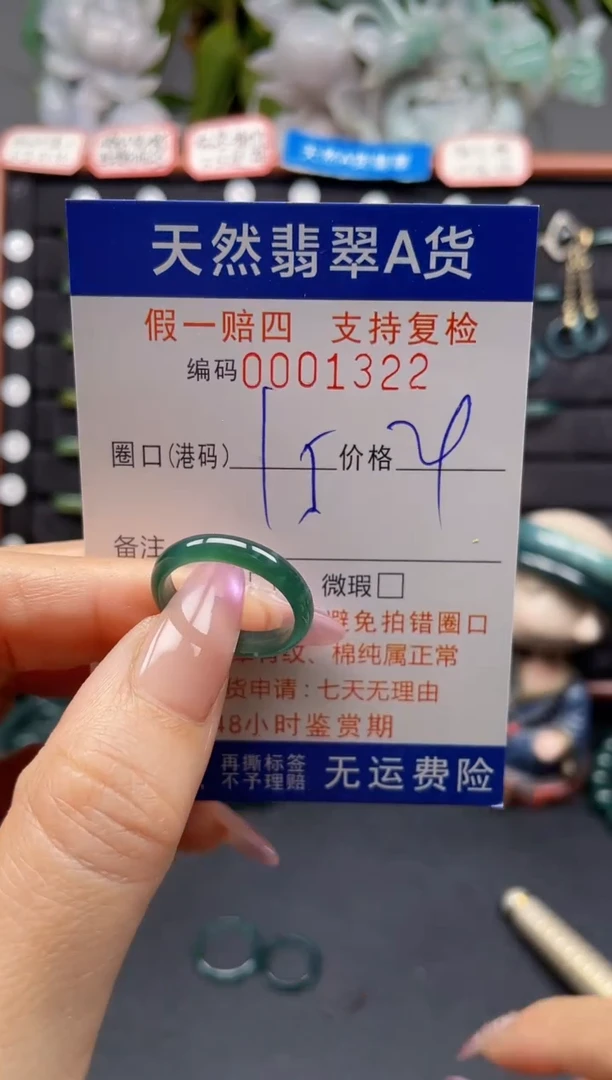 天然翡翠A货
假一赔四 支持复检
编码0001322
圈口(港码) 15 价格
备注
微瑕□
避免拍错圈口
纹、棉纯属正常
货申请:七天无理由
48小时鉴赏期
再撕标签
不予理赔
无运费险